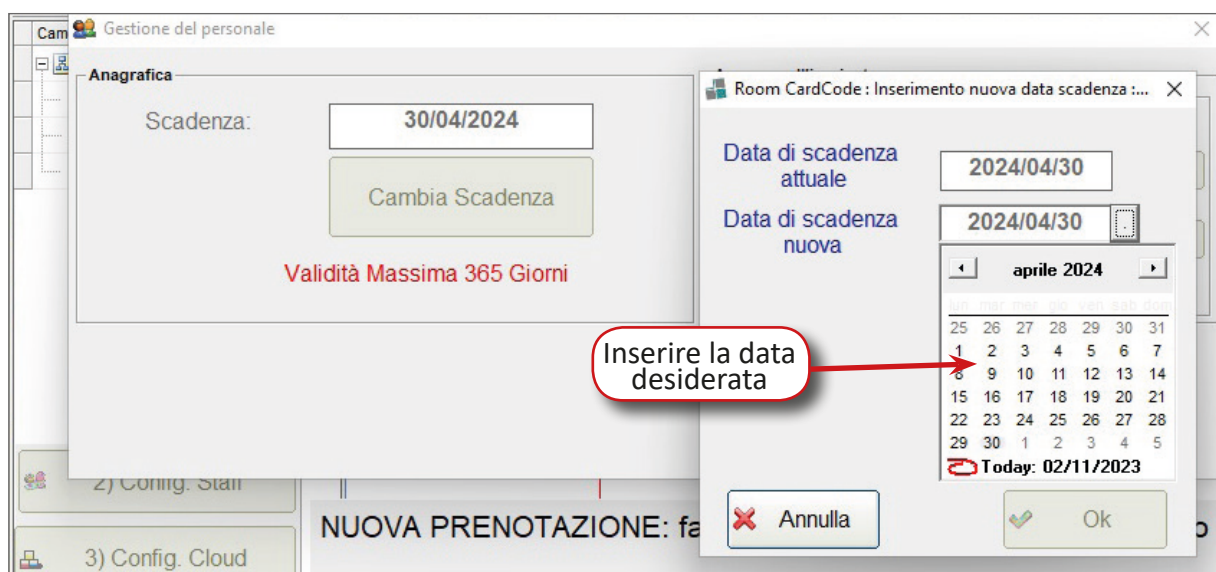 Cam
Gestione del personale
Anagrafica
Scadenza:
30/04/2024
Cambia Scadenza
Validità Massima 365 Giorni
Room CardCode : Inserimento nuova data scadenza :...
Data di scadenza
attuale
2024/04/30
Data di scadenza
nuova
2024/04/30
.
aprile 2024
lun mar mer gio ven sab dom
25 26 27 28 29 30 31
1 2 3 4 5 6 7
8 9 10 11 12 13 14
15 16 17 18 19 20 21
22 23 24 25 26 27 28
29 30 1 2 3 4 5
Today: 02/11/2023
Inserire la data
desiderata
Annulla
Ok
2) Config. Staff
3) Config. Cloud
NUOVA PRENOTAZIONE: fa